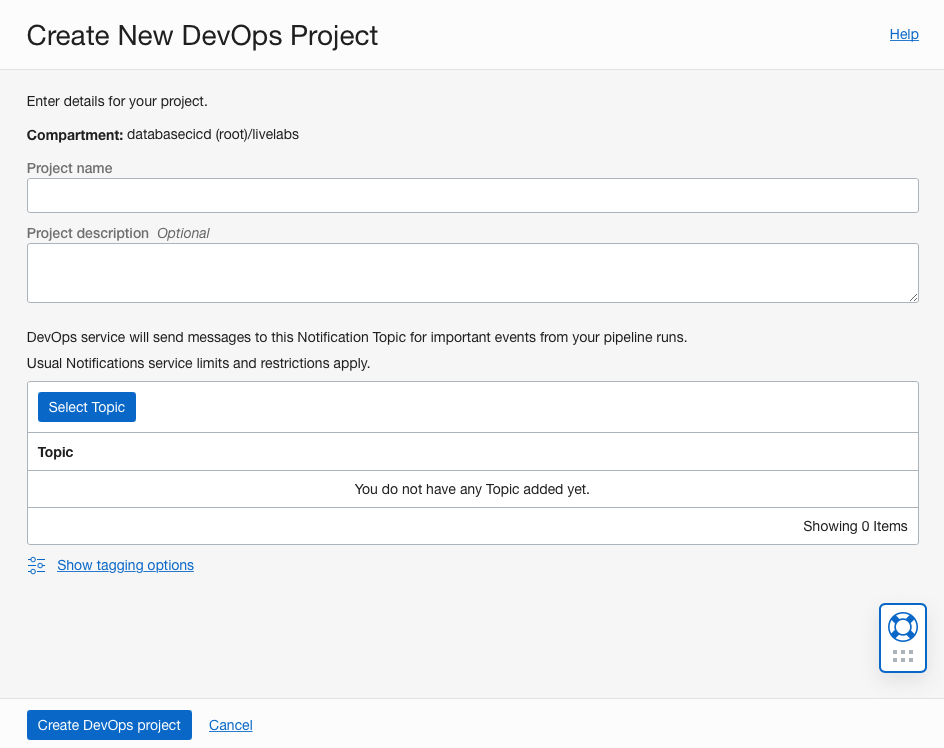 Create New DevOps Project
Help
Enter details for your project.
Compartment: databasecicd (root)/livelabs
Project name
Project description Optional
DevOps service will send messages to this Notification Topic for important events from your pipeline runs.
Usual Notifications service limits and restrictions apply.
Select Topic
Topic
You do not have any Topic added yet.
Showing 0 Items
Show tagging options
Create DevOps project Cancel